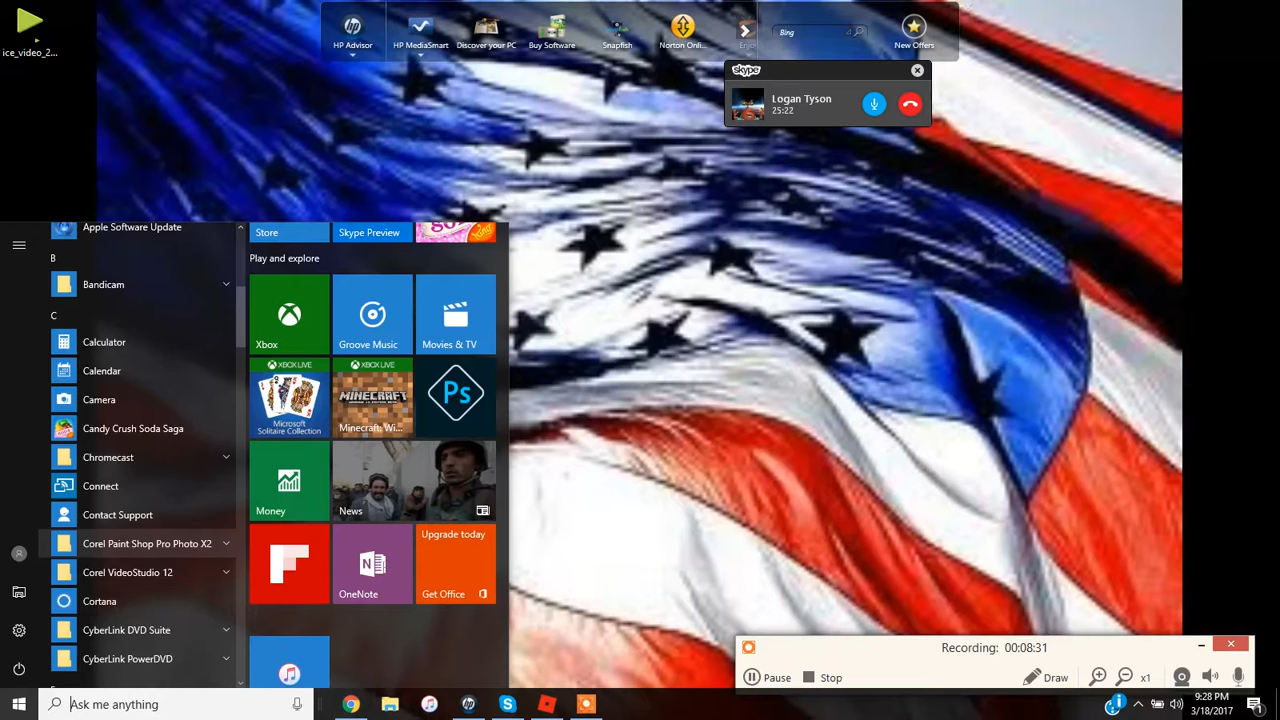 ice_video_2...
HP Advisor
HP MediaSmart
Discover your PC
Buy Software
Snapfish
Norton Onli...
Enjo
Bing
New Offers
skype
Logan Tyson
25:22
Apple Software Update
B
Bandicam
C
Calculator
Calendar
Camera
Candy Crush Soda Saga
Chromecast
Connect
Contact Support
Corel Paint Shop Pro Photo X2
Corel VideoStudio 12
Cortana
CyberLink DVD Suite
CyberLink PowerDVD
Store
Skype Preview
Play and explore
Xbox
Groove Music
Movies & TV
XBOX LIVE
Microsoft
Solitaire Collection
XBOX LIVE
MINECRAFT
Minecraft: Wi...
Ps
Money
News
OneNote
Upgrade today
Get Office
Recording: 00:08:31
Pause
Stop
Draw
x1
Ask me anything
9:28 PM
3/18/2017